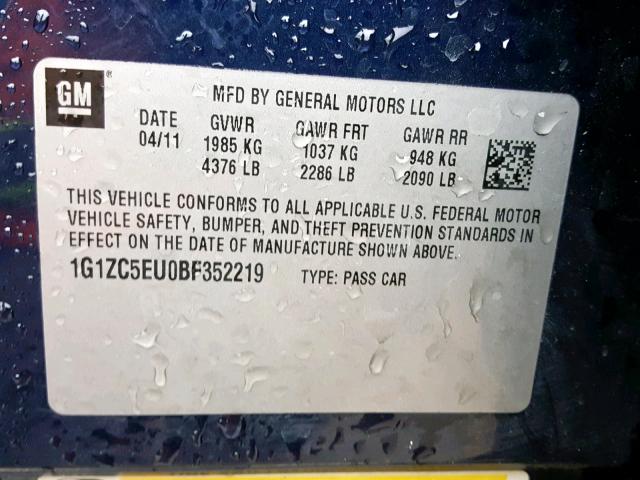 GM ®
MFD BY GENERAL MOTORS LLC
DATE GVWR GAWR FRT GAWR RR
04/11 1985 KG 1037 KG 948 KG
4376 LB 2286 LB 2090 LB
THIS VEHICLE CONFORMS TO ALL APPLICABLE U.S. FEDERAL MOTOR
VEHICLE SAFETY, BUMPER, AND THEFT PREVENTION STANDARDS IN
EFFECT ON THE DATE OF MANUFACTURE SHOWN ABOVE.
1G1ZC5EU0BF352219 TYPE: PASS CAR